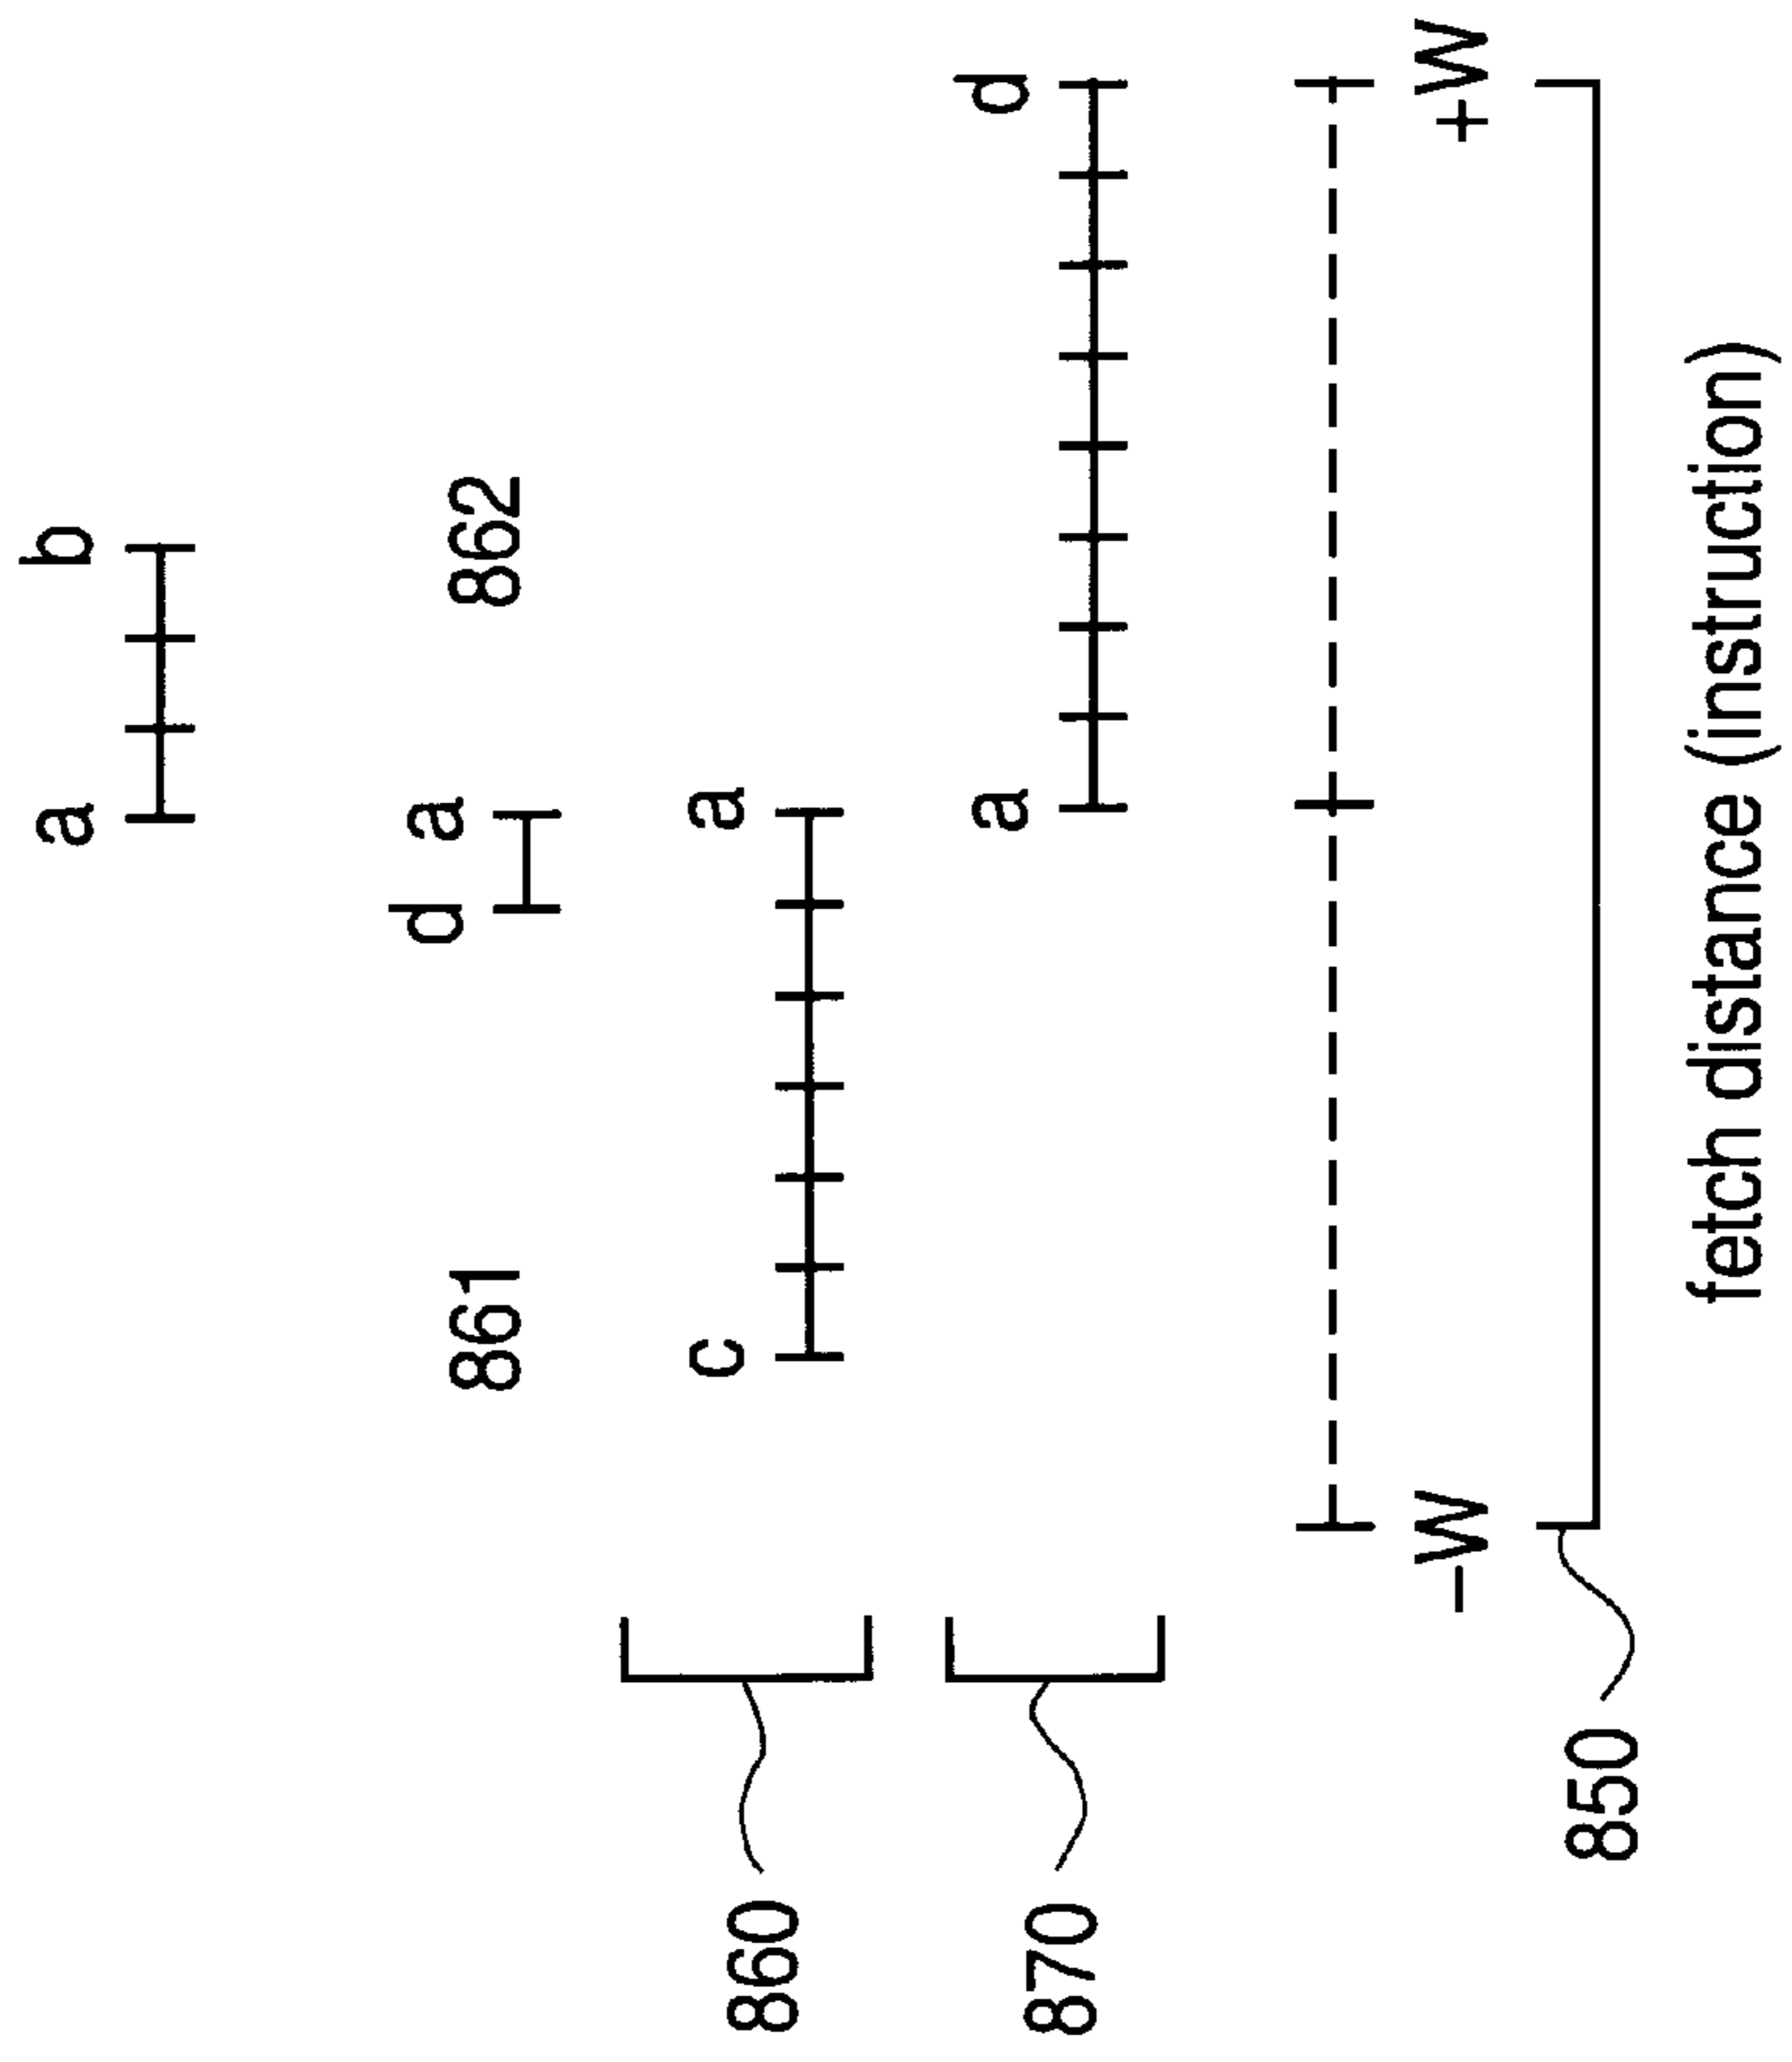 a b
861 d a 862
860 c a
870 a d
−W +W
850
fetch distance (instruction)